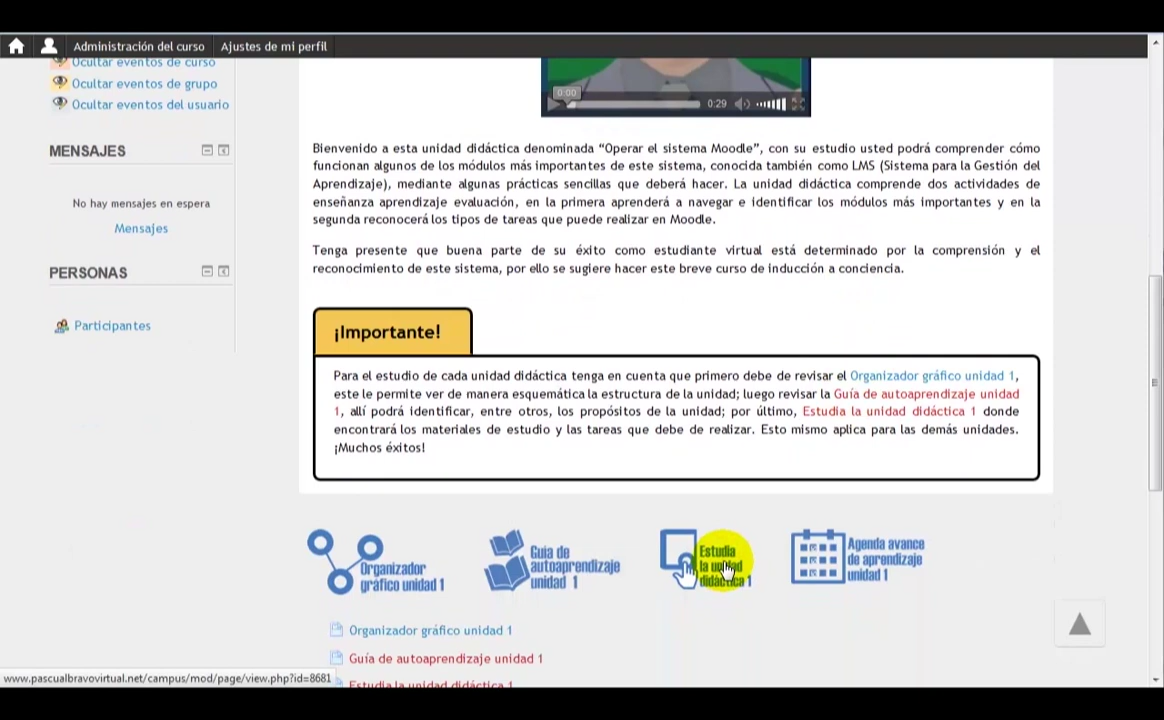 Administración del curso
Ajustes de mi perfil
Ocultar eventos de curso
Ocultar eventos de grupo
Ocultar eventos del usuario
MENSAJES
No hay mensajes en espera
Mensajes
PERSONAS
Participantes
0:00
0:29
Bienvenido a esta unidad didáctica denominada “Operar el sistema Moodle”, con su estudio usted podrá comprender cómo
funcionan algunos de los módulos más importantes de este sistema, conocida también como LMS (Sistema para la Gestión del
Aprendizaje), mediante algunas prácticas sencillas que deberá hacer. La unidad didáctica comprende dos actividades de
enseñanza aprendizaje evaluación, en la primera aprenderá a navegar e identificar los módulos más importantes y en la
segunda reconocerá los tipos de tareas que puede realizar en Moodle.
Tenga presente que buena parte de su éxito como estudiante virtual está determinado por la comprensión y el
reconocimiento de este sistema, por ello se sugiere hacer este breve curso de inducción a conciencia.
¡Importante!
Para el estudio de cada unidad didáctica tenga en cuenta que primero debe de revisar el Organizador gráfico unidad 1,
este le permite ver de manera esquemática la estructura de la unidad; luego revisar la Guía de autoaprendizaje unidad
1, allí podrá identificar, entre otros, los propósitos de la unidad; por último, Estudia la unidad didáctica 1 donde
encontrará los materiales de estudio y las tareas que debe de realizar. Esto mismo aplica para las demás unidades.
¡Muchos éxitos!
Organizador
gráfico unidad 1
Guia de
autoaprendizaje
unidad 1
Estudia
la unidad
didáctica 1
Agenda avance
de aprendizaje
unidad 1
Organizador gráfico unidad 1
Guía de autoaprendizaje unidad 1
Estudia la unidad didáctica 1
www.pascualbravovirtual.net/campus/mod/page/view.php?id=8681